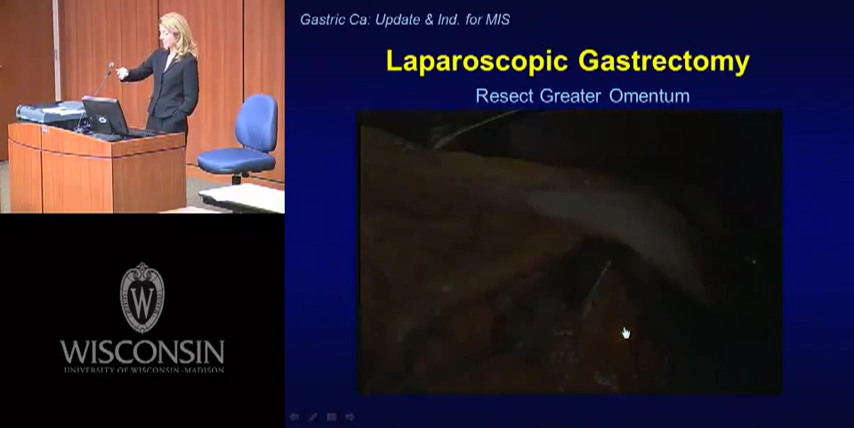 Gastric Ca: Update & Ind. for MIS
Laparoscopic Gastrectomy
Resect Greater Omentum
W
WISCONSIN
UNIVERSITY OF WISCONSIN-MADISON